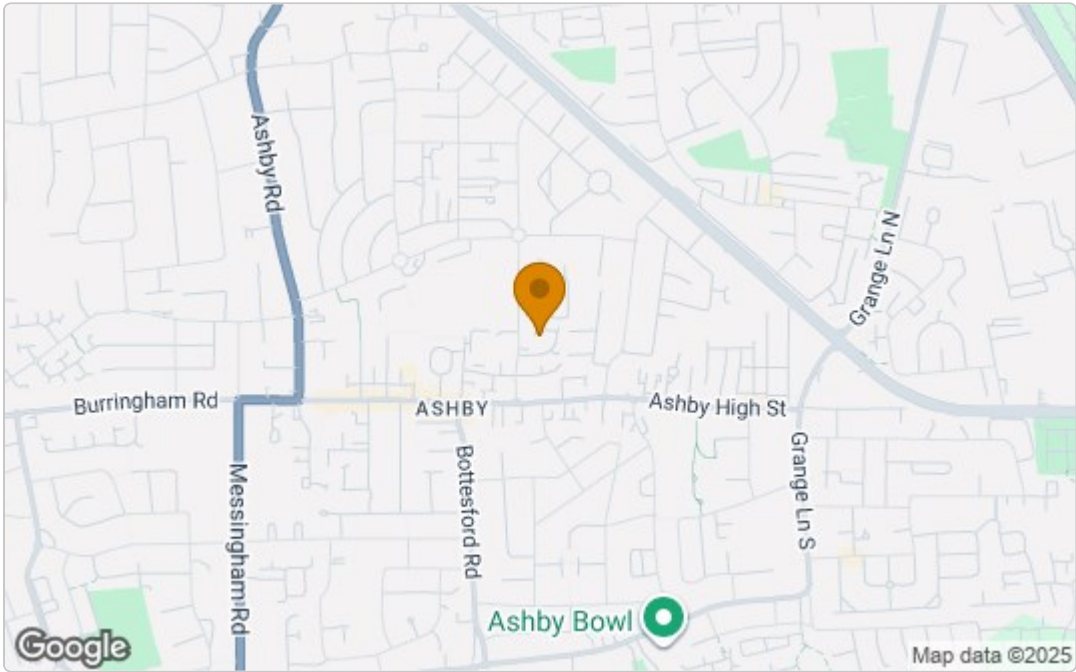 Ashby Rd
Grange Ln N
Burringham Rd
ASHBY
Ashby High St
Messingham Rd
Bottesford Rd
Grange Ln S
Ashby Bowl
Google
Map data ©2025